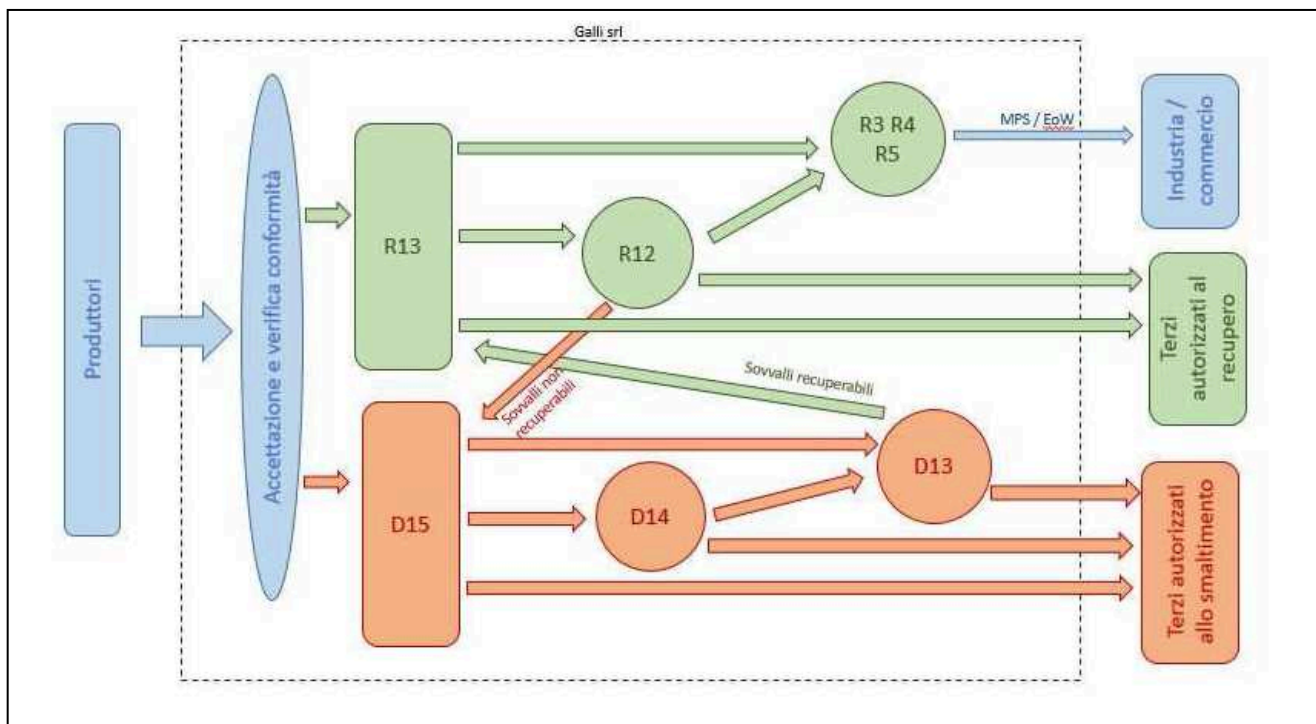 Galli srl
Produttori
Accettazione e verifica conformità
R13
R12
R3 R4
R5
MPS / EoW
Industria /
commercio
Terzi
autorizzati al
recupero
Sovvalli non
recuperabili
Sovvalli recuperabili
D15
D14
D13
Terzi autorizzati
allo smaltimento